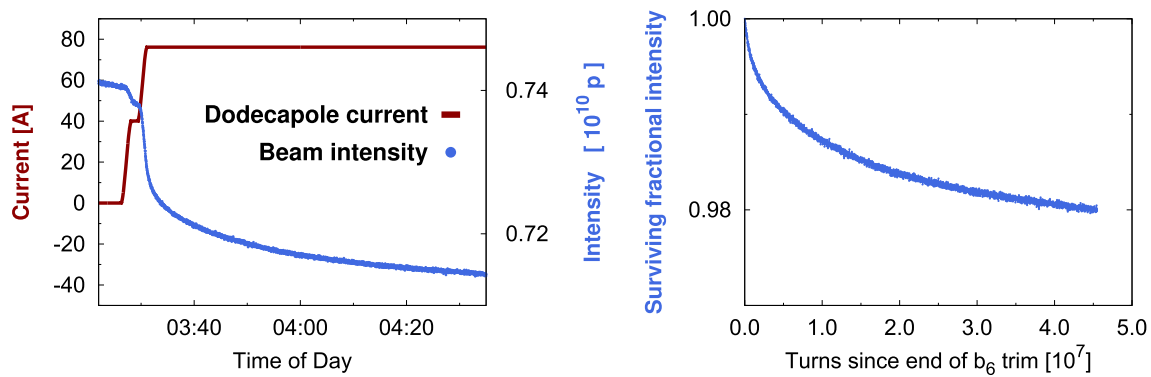 80
60
40
20
0
-20
-40
Current [A]
03:40
04:00
04:20
Time of Day
Dodecapole current
Beam intensity
0.74
0.72
Intensity [ 10^10 p ]
1.00
0.98
Surviving fractional intensity
0.0
1.0
2.0
3.0
4.0
5.0
Turns since end of b_6 trim [10^7]